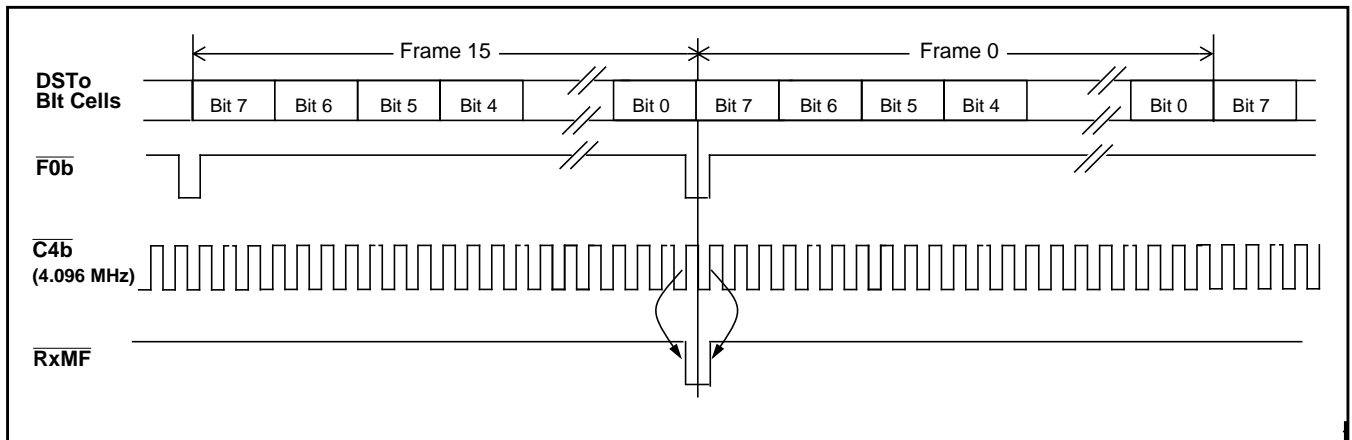 Frame 15 Frame 0
DSTo
BIt Cells
Bit 7 Bit 6 Bit 5 Bit 4 Bit 0 Bit 7 Bit 6 Bit 5 Bit 4 Bit 0 Bit 7
F0b
C4b
(4.096 MHz)
RxMF